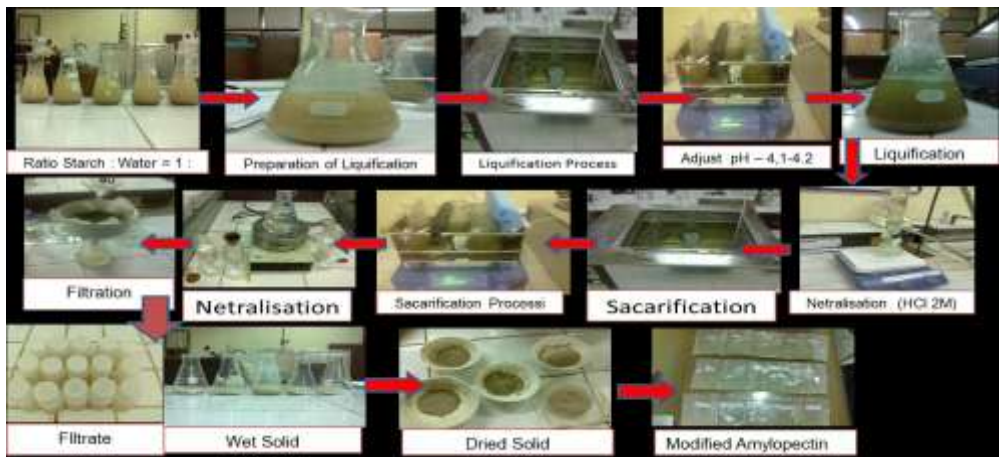 Ratio Starch : Water = 1 :
Preparation of Liquification
Liquification Process
Adjust pH – 4,1-4.2
Liquification
Filtration
Netralisation
Sacarification Processi
Sacarification
Netralisation (HCl 2M)
FIltrate
Wet Solid
Dried Solid
Modified Amylopectin